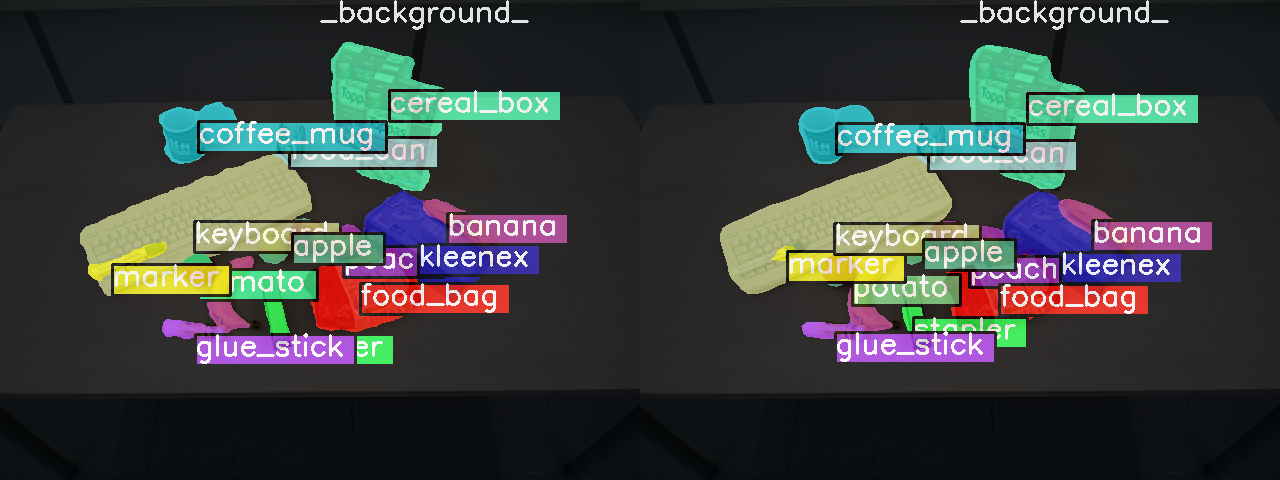 _background_
cereal_box
coffee_mug
food_can
banana
keyboard
apple
kleenex
peac
marker
mato
food_bag
glue_stick
er
_background_
cereal_box
coffee_mug
food_can
banana
keyboard
apple
kleenex
peach
marker
potato
food_bag
stapler
glue_stick